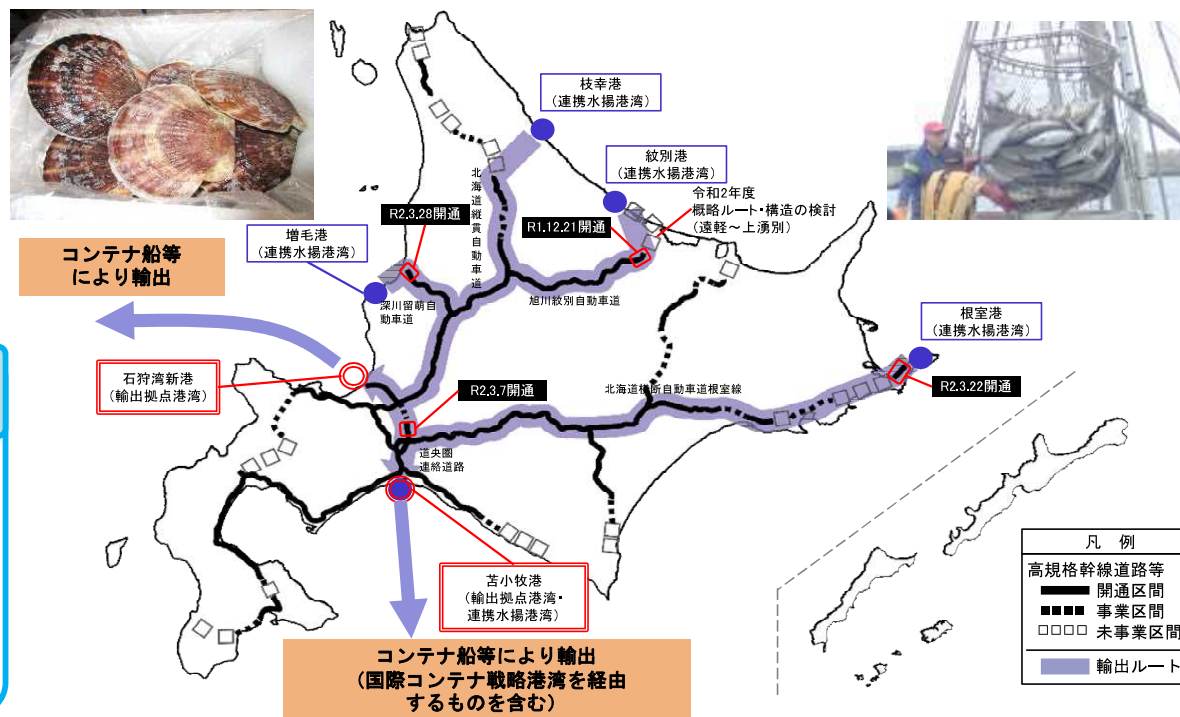 枝幸港
(連携水揚港湾)
紋別港
(連携水揚港湾)
令和2年度
概略ルート・構造の検討
(遠軽~上湧別)
北海道縦貫自動車道
R2.3.28開通
R1.12.21開通
増毛港
(連携水揚港湾)
コンテナ船等
により輸出
深川留萌自
動車道
旭川紋別自動車道
根室港
(連携水揚港湾)
石狩湾新港
(輸出拠点港湾)
R2.3.7開通
北海道横断自動車道根室線
R2.3.22開通
道央圏
連絡道路
苫小牧港
(輸出拠点港湾・
連携水揚港湾)
コンテナ船等により輸出
(国際コンテナ戦略港湾を経由
するものを含む)
凡 例
高規格幹線道路等
開通区間
事業区間
未事業区間
輸出ルート